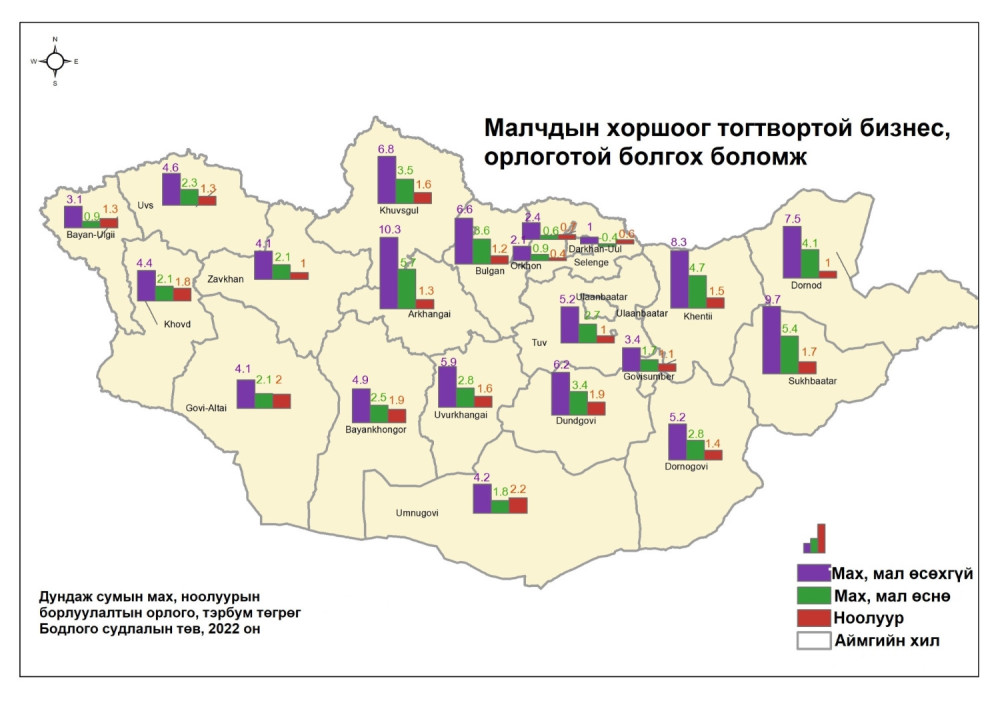 N
W E
S
Малчдын хоршоог тогтвортой бизнес,
орлоготой болгох боломж
6.8
3.5
1.6
Khuvsgul
4.6
2.3
1.3
Uvs
3.1
0.9
1.3
Bayan-Ulgii
4.4
2.1
1.8
Khovd
4.1
2.1
1
Zavkhan
10.3
5.7
1.3
Arkhangai
6.6
3.6
1.2
Bulgan
2.4
0.6
2.1
0.9
0.4
Orkhon
1
0.4
0.6
Darkhan-Uul
Selenge
7.5
4.1
1
Dornod
8.3
4.7
1.5
Khentii
Ulaanbaatar
Ulaanbaatar
5.2
2.7
1
Tuv
9.7
5.4
1.7
Sukhbaatar
3.4
1.7
1.1
Govisumber
4.1
2.1
2
Govi-Altai
4.9
2.5
1.9
Bayankhongor
5.9
2.8
1.6
Uvurkhangai
6.2
3.4
1.9
Dundgovi
5.2
2.8
1.4
Dornogovi
4.2
1.8
2.2
Umnugovi
Дундаж сумын мах, ноолуурын
борлуулалтын орлого, тэрбум төгрөг
Бодлого судлалын төв, 2022 он
Мах, мал өсөхгүй
Мах, мал өснө
Ноолуур
Аймгийн хил